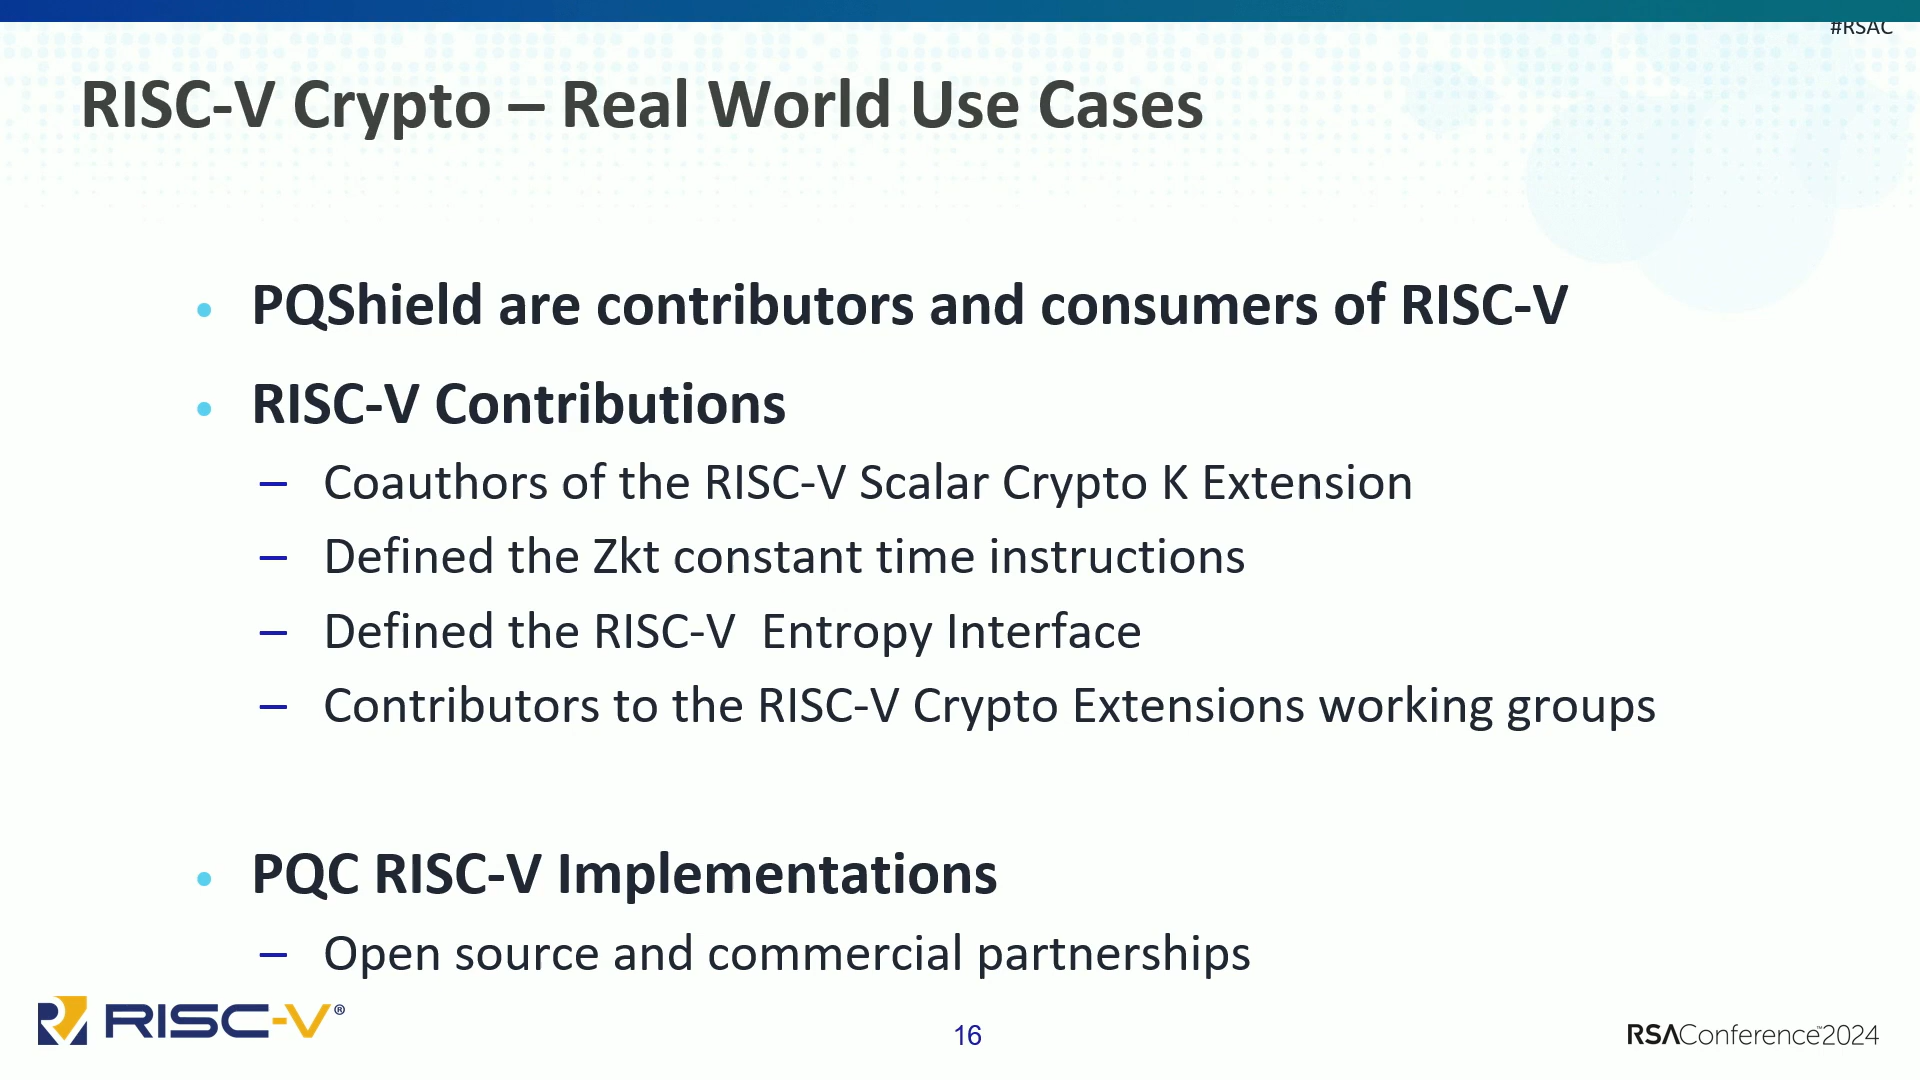 #RSAC
RISC-V Crypto – Real World Use Cases
• PQShield are contributors and consumers of RISC-V
• RISC-V Contributions
– Coauthors of the RISC-V Scalar Crypto K Extension
– Defined the Zkt constant time instructions
– Defined the RISC-V  Entropy Interface
– Contributors to the RISC-V Crypto Extensions working groups
• PQC RISC-V Implementations
– Open source and commercial partnerships
RISC-V®
16
RSAConference™2024